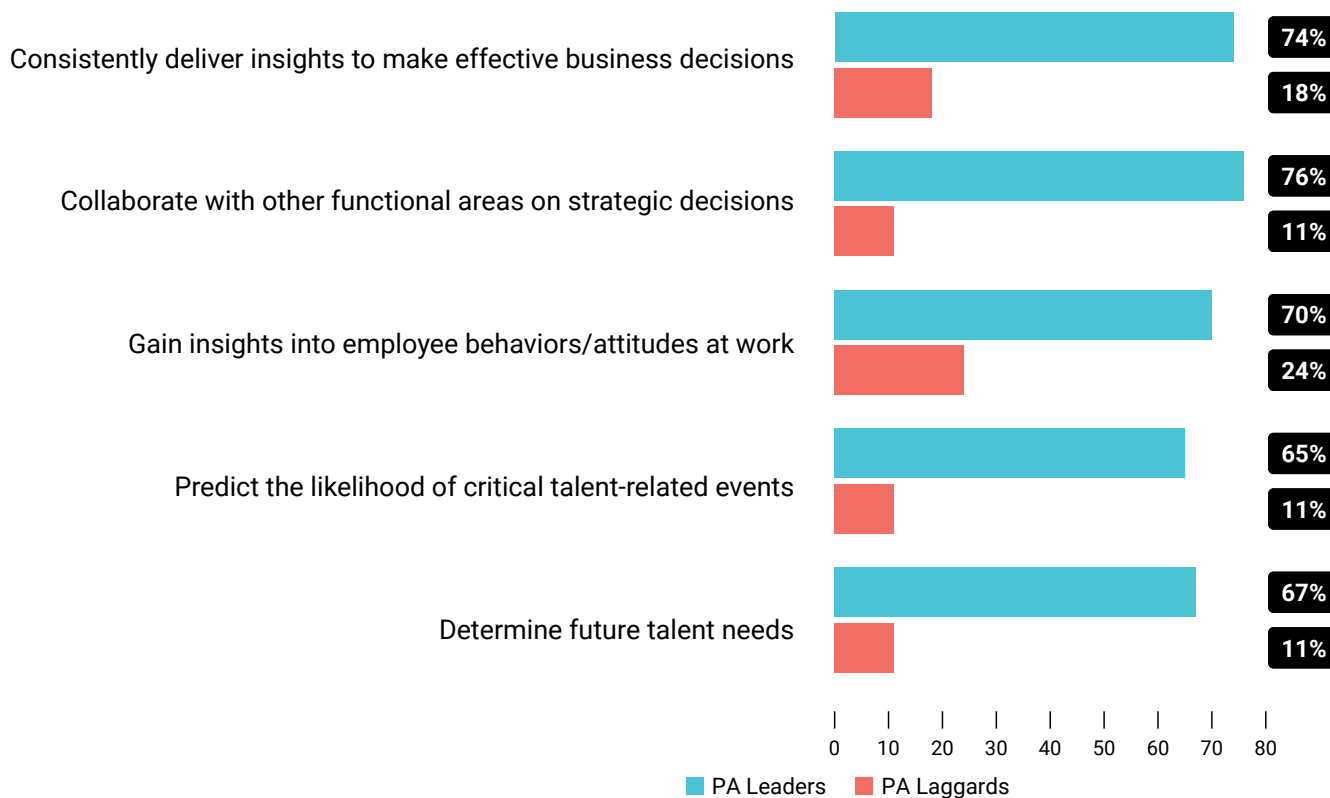 Consistently deliver insights to make effective business decisions
74%
18%
Collaborate with other functional areas on strategic decisions
76%
11%
Gain insights into employee behaviors/attitudes at work
70%
24%
Predict the likelihood of critical talent-related events
65%
11%
Determine future talent needs
67%
11%
0 10 20 30 40 50 60 70 80
PA Leaders PA Laggards